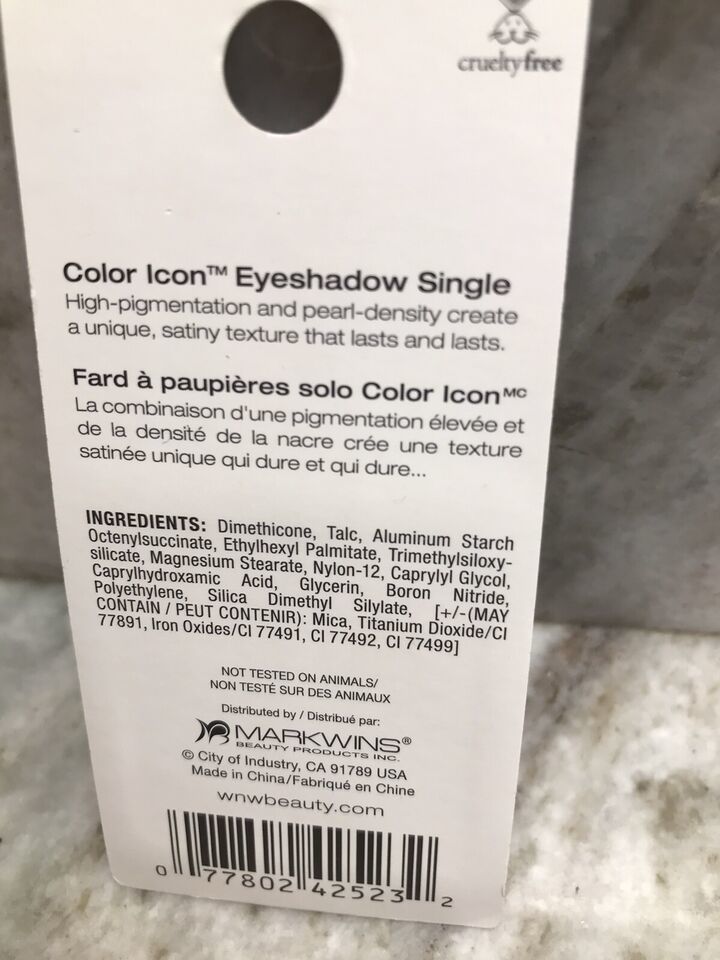 crueltyfree
Color Icon™ Eyeshadow Single
High-pigmentation and pearl-density create
a unique, satiny texture that lasts and lasts.
Fard à paupières solo Color Icon MC
La combinaison d'une pigmentation élevée et
de la densité de la nacre crée une texture
satinée unique qui dure et qui dure...
INGREDIENTS: Dimethicone, Talc, Aluminum Starch
Octenylsuccinate, Ethylhexyl Palmitate, Trimethylsiloxy-
silicate, Magnesium Stearate, Nylon-12, Caprylyl Glycol,
Caprylhydroxamic Acid, Glycerin, Boron Nitride,
Polyethylene, Silica Dimethyl Silylate, [+/-(MAY
CONTAIN / PEUT CONTENIR): Mica, Titanium Dioxide/CI
77891, Iron Oxides/CI 77491, CI 77492, CI 77499]
NOT TESTED ON ANIMALS/
NON TESTÉ SUR DES ANIMAUX
Distributed by / Distribué par:
MARKWINS®
BEAUTY PRODUCTS INC.
© City of Industry, CA 91789 USA
Made in China/Fabriqué en Chine
wnwbeauty.com
0 77802 42523 2